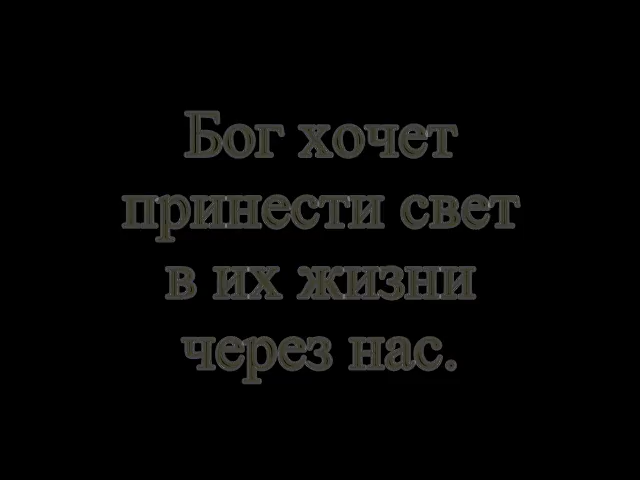 Бог хочет
принести свет
в их жизни
через нас.